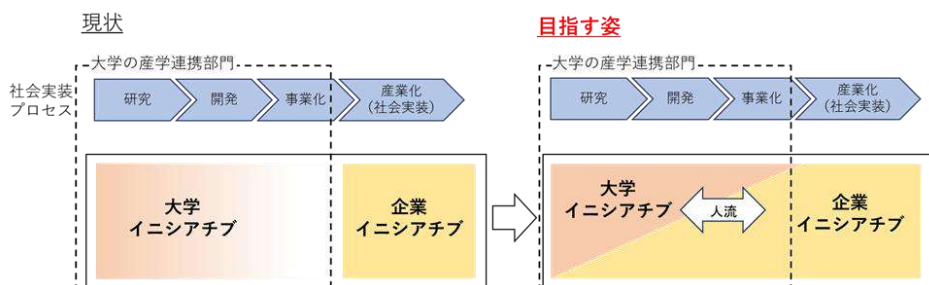 現状
大学の産学連携部門
社会実装
プロセス
研究
開発
事業化
産業化
(社会実装)
大学
イニシアチブ
企業
イニシアチブ
目指す姿
大学の産学連携部門
研究
開発
事業化
産業化
(社会実装)
大学
イニシアチブ
人流
企業
イニシアチブ